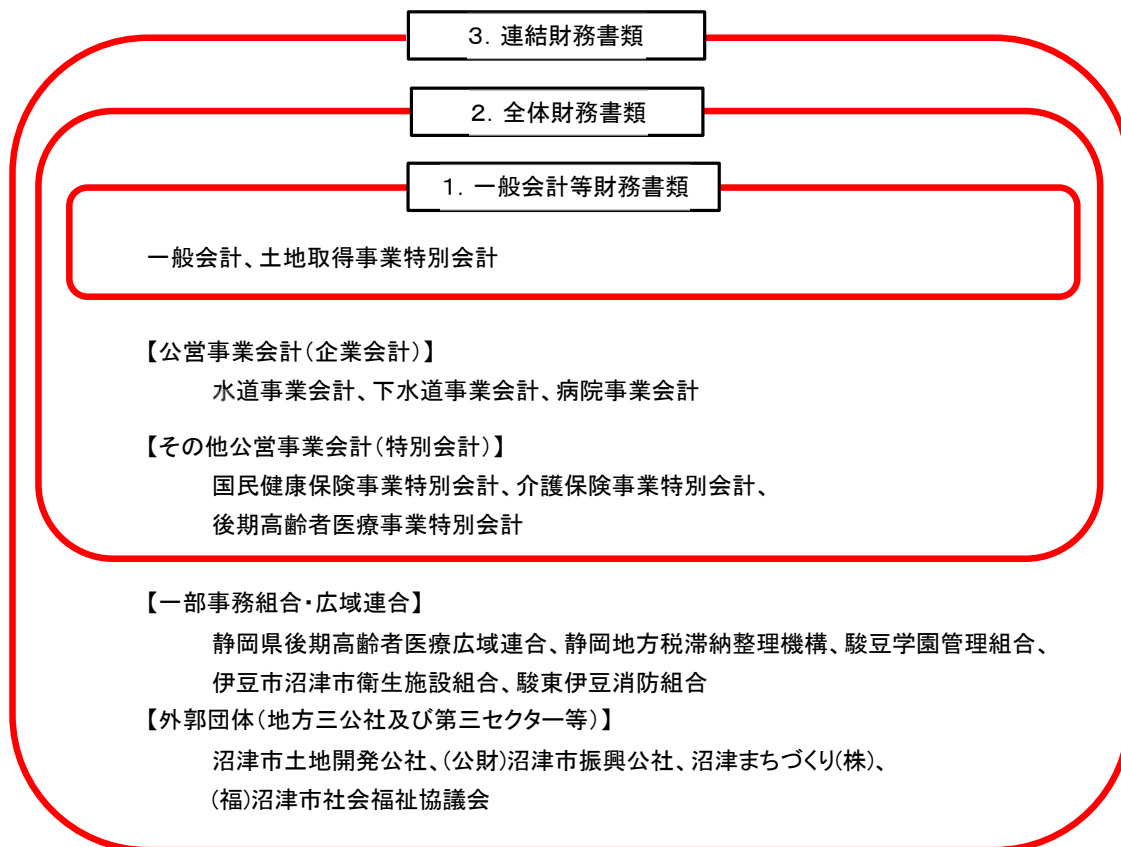 3．連結財務書類
２．全体財務書類
1．一般会計等財務書類
一般会計、土地取得事業特別会計
【公営事業会計(企業会計)】
水道事業会計、下水道事業会計、病院事業会計
【その他公営事業会計(特別会計)】
国民健康保険事業特別会計、介護保険事業特別会計、
後期高齢者医療事業特別会計
【一部事務組合・広域連合】
静岡県後期高齢者医療広域連合、静岡地方税滞納整理機構、駿豆学園管理組合、
伊豆市沼津市衛生施設組合、駿東伊豆消防組合
【外郭団体(地方三公社及び第三セクター等)】
沼津市土地開発公社、(公財)沼津市振興公社、沼津まちづくり(株)、
(福)沼津市社会福祉協議会